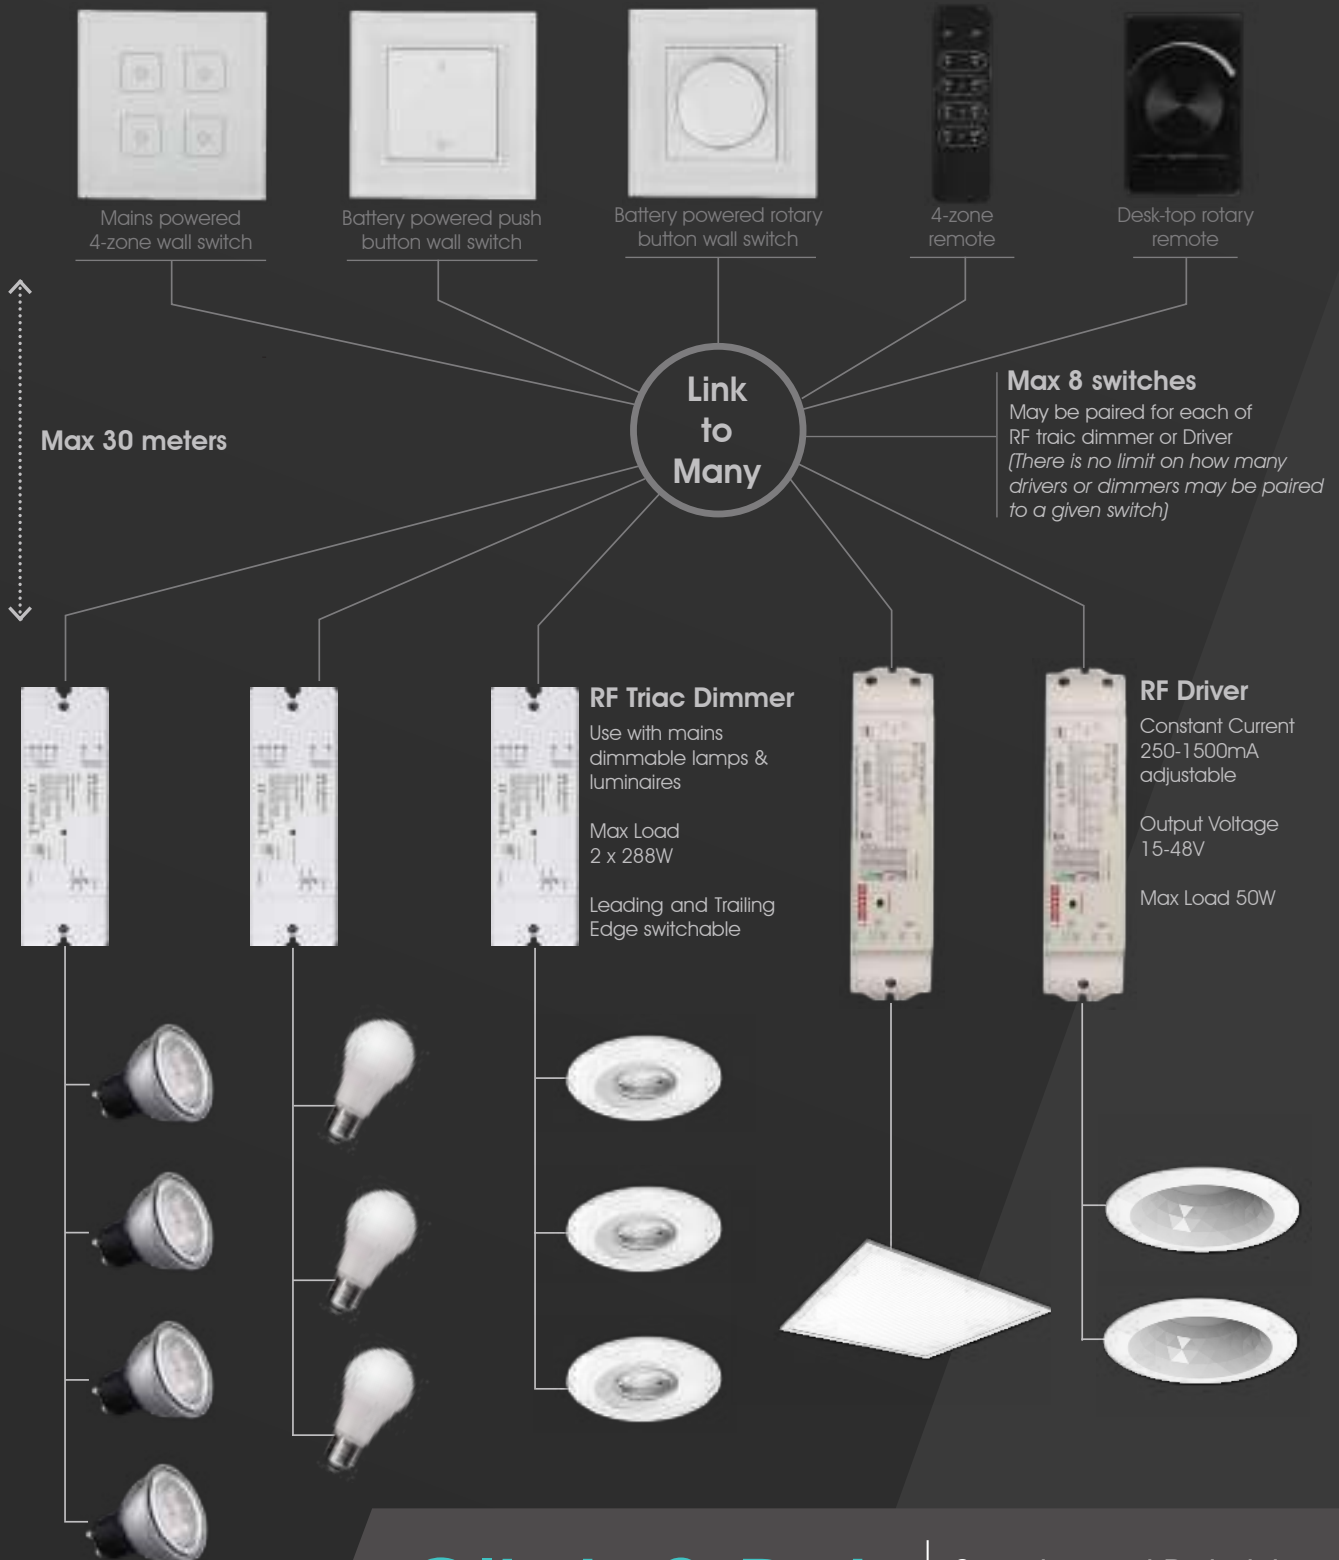 Mains powered
4-zone wall switch
Battery powered push
button wall switch
Battery powered rotary
button wall switch
4-zone
remote
Desk-top rotary
remote
Max 30 meters
Link
to
Many
Max 8 switches
May be paired for each of
RF traic dimmer or Driver
(There is no limit on how many
drivers or dimmers may be paired
to a given switch)
RF Triac Dimmer
Use with mains
dimmable lamps &
luminaires
Max Load
2 x 288W
Leading and Trailing
Edge switchable
RF Driver
Constant Current
250-1500mA
adjustable
Output Voltage
15-48V
Max Load 50W